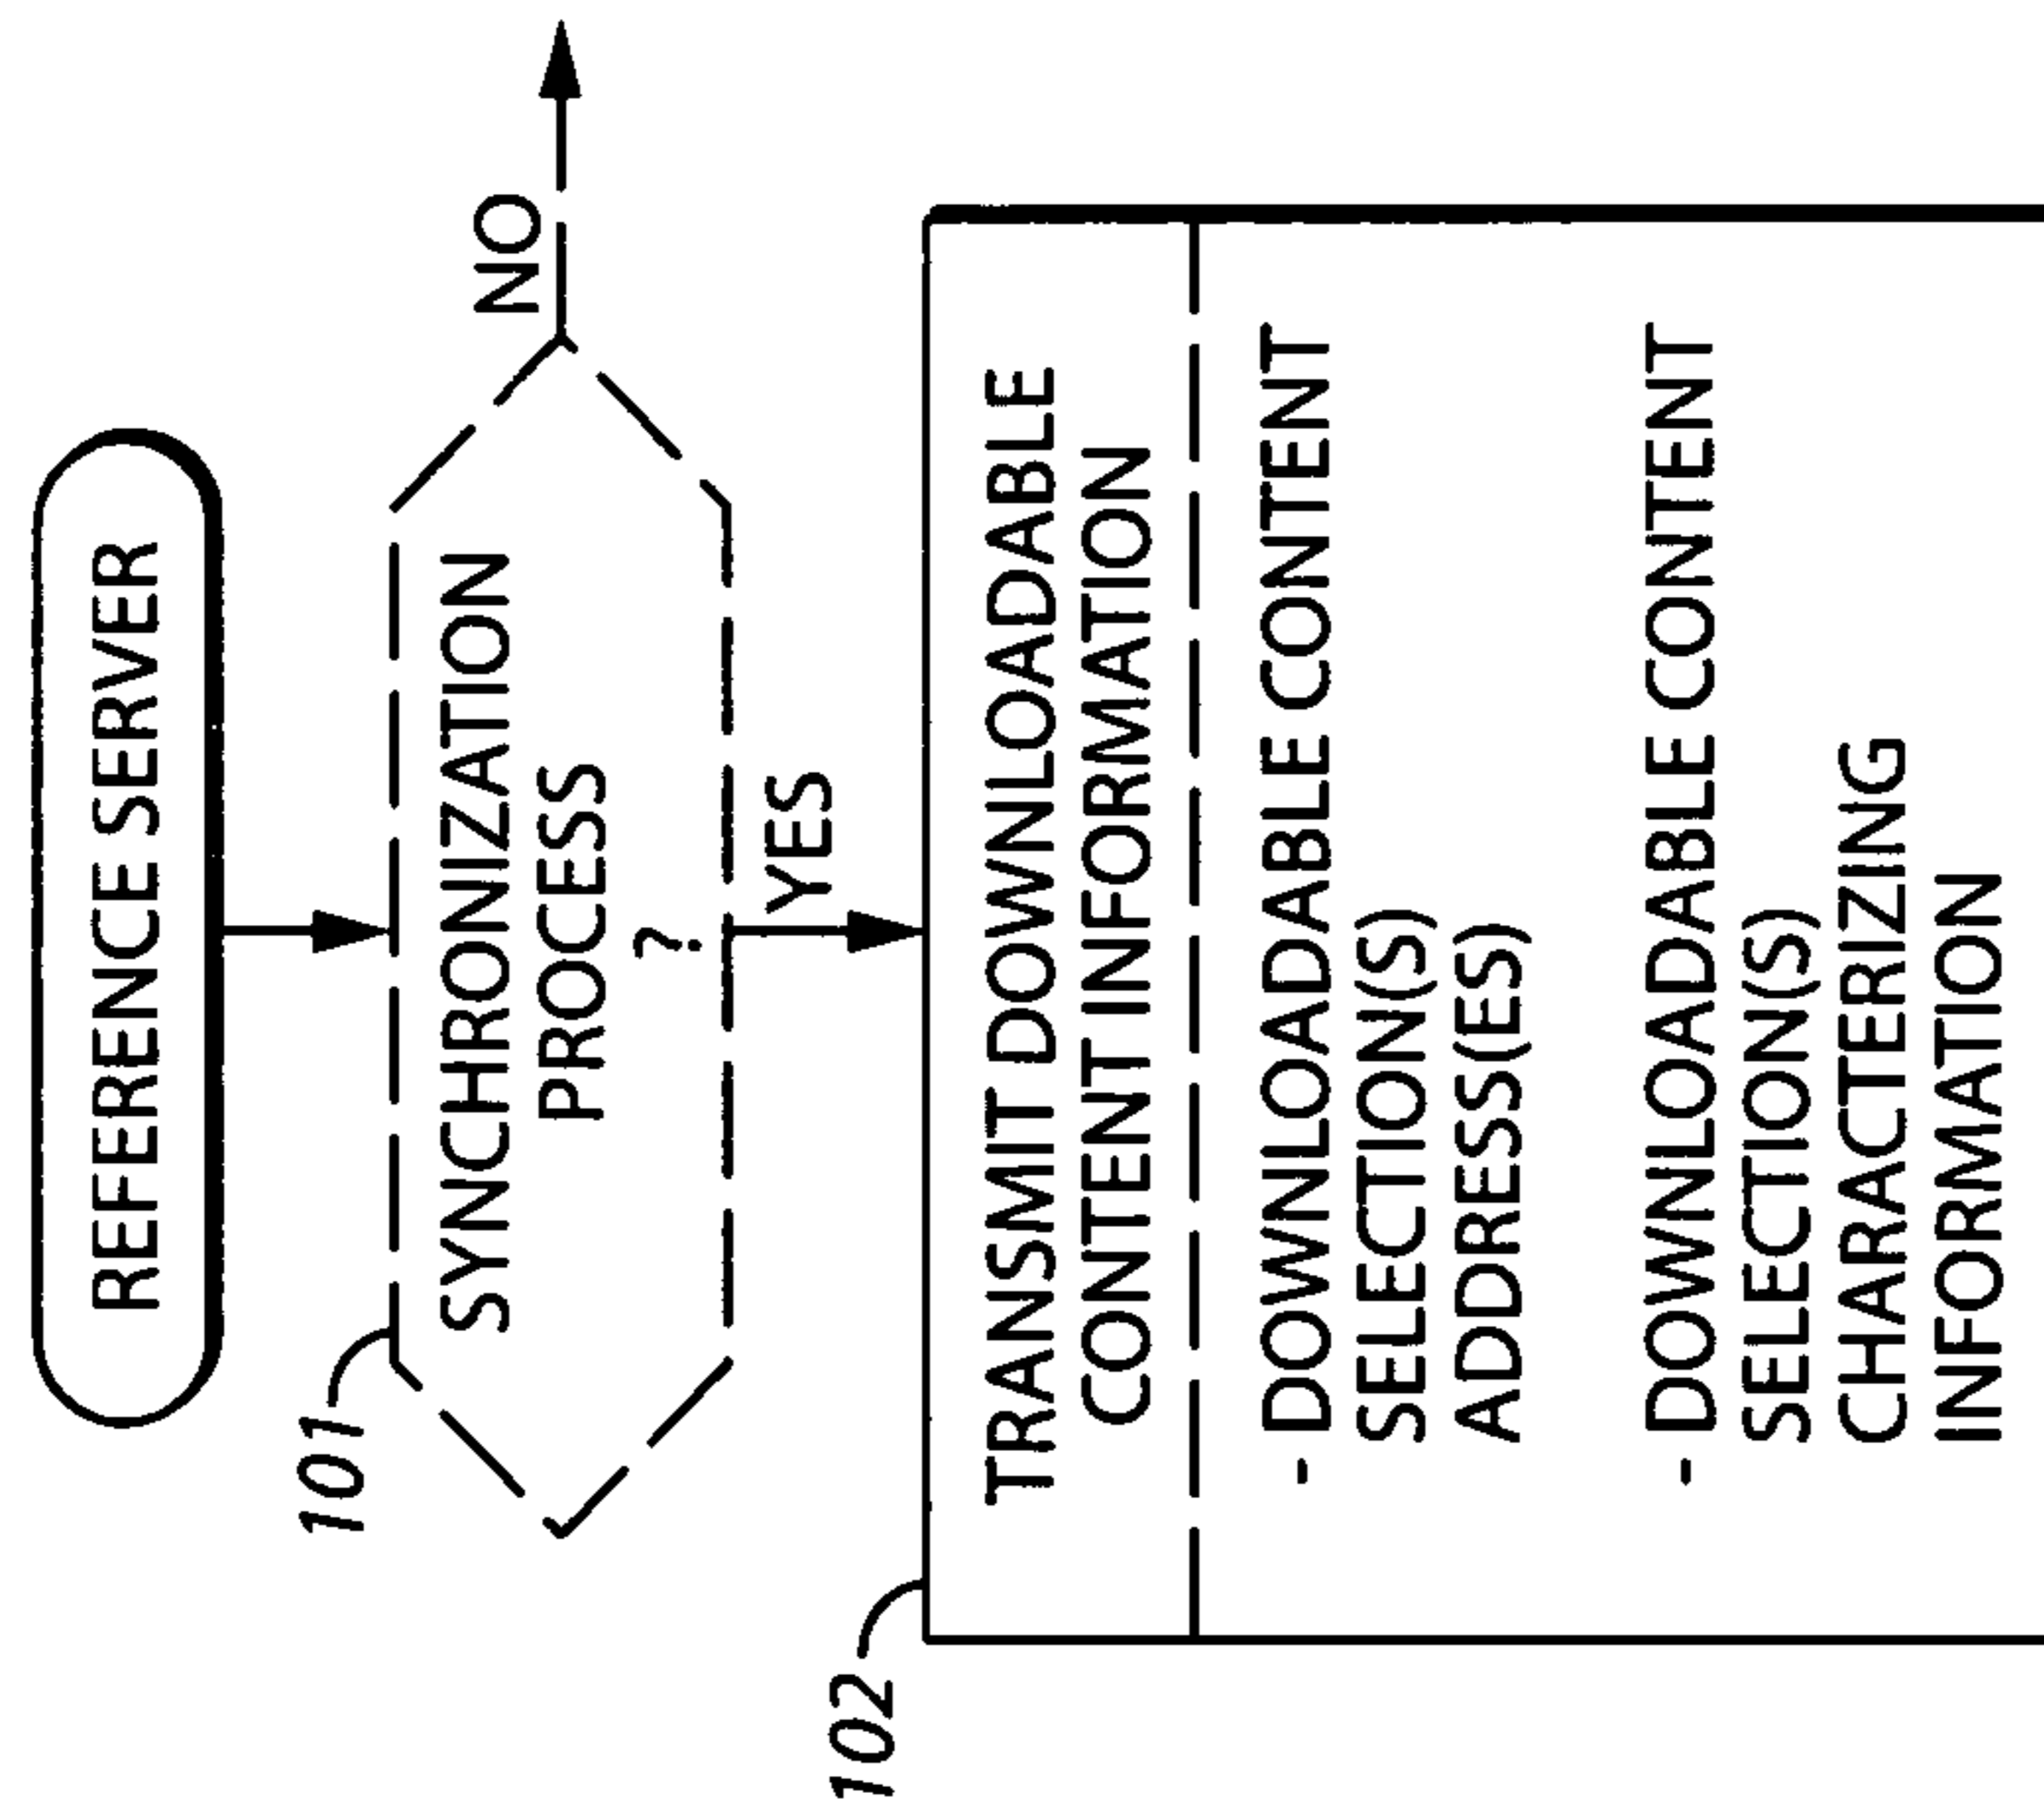 REFERENCE SERVER
101
SYNCHRONIZATION
PROCESS
?
NO
YES
102
TRANSMIT DOWNLOADABLE
CONTENT INFORMATION
- DOWNLOADABLE CONTENT
SELECTION(S)
ADDRESS(ES)
- DOWNLOADABLE CONTENT
SELECTION(S)
CHARACTERIZING
INFORMATION